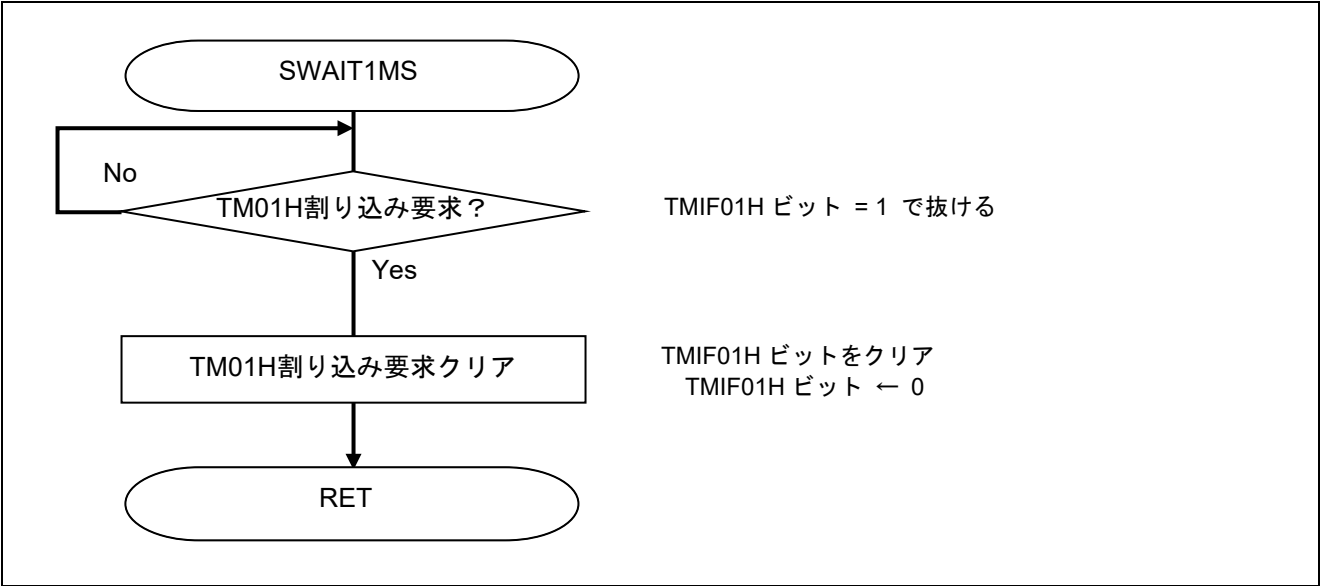 SWAIT1MS
No
TM01H割り込み要求？
TMIF01H ビット = 1 で抜ける
Yes
TM01H割り込み要求クリア
TMIF01H ビットをクリア
TMIF01H ビット ← 0
RET